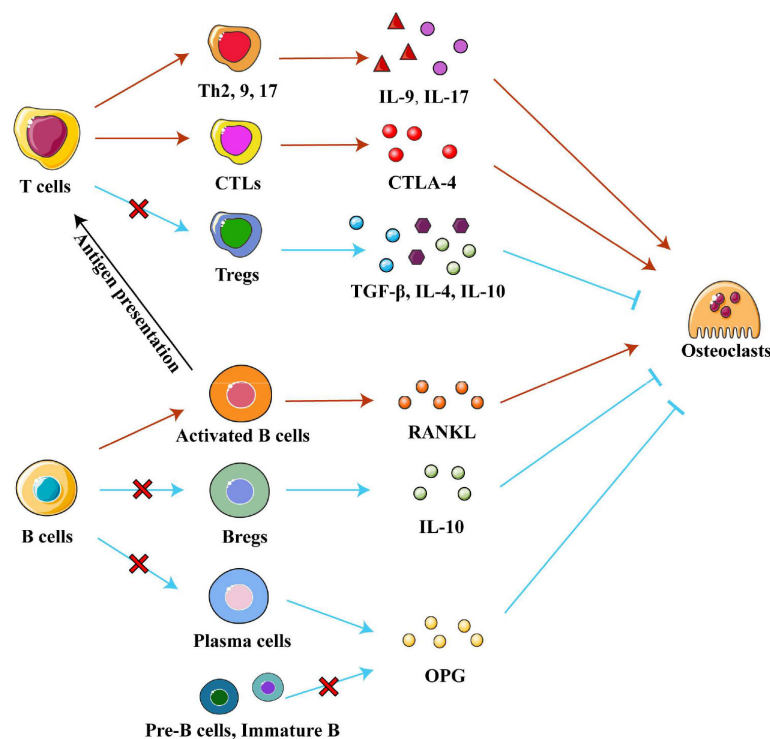 Th2, 9, 17
IL-9, IL-17
T cells
CTLs
CTLA-4
Tregs
TGF-β, IL-4, IL-10
Antigen presentation
Osteoclasts
Activated B cells
RANKL
B cells
Bregs
IL-10
Plasma cells
OPG
Pre-B cells, Immature B